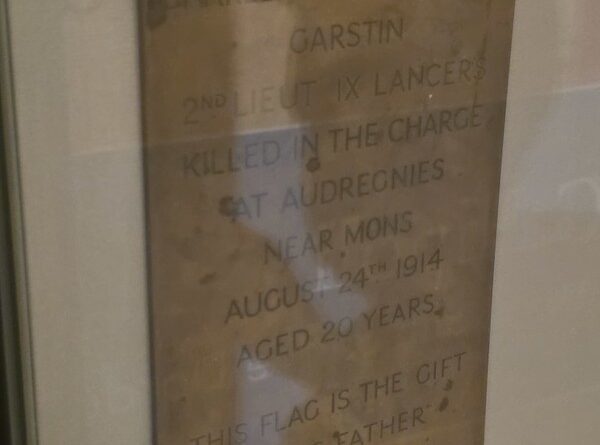 GARSTIN
2ND LIEUT IX LANCERS
KILLED IN THE CHARGE
AT AUDREGNIES
NEAR MONS
AUGUST 24TH 1914
AGED 20 YEARS
THIS FLAG IS THE GIFT
FATHER